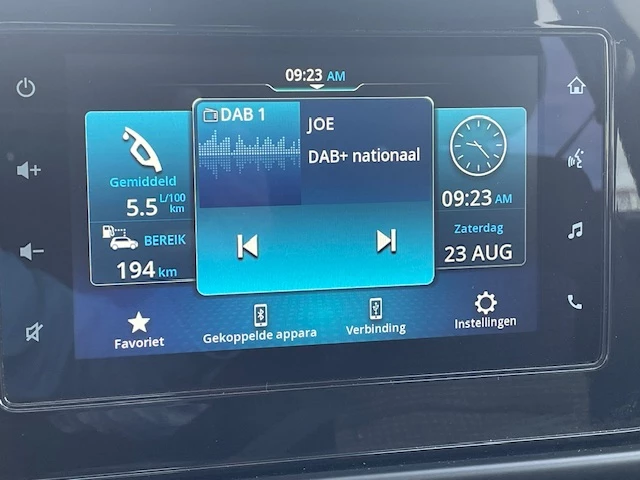 09:23 AM
DAB 1
JOE
DAB+ nationaal
Gemiddeld
5.5 L/100 km
BEREIK
194 km
09:23 AM
Zaterdag
23 AUG
Favoriet
Gekoppelde appara
Verbinding
Instellingen